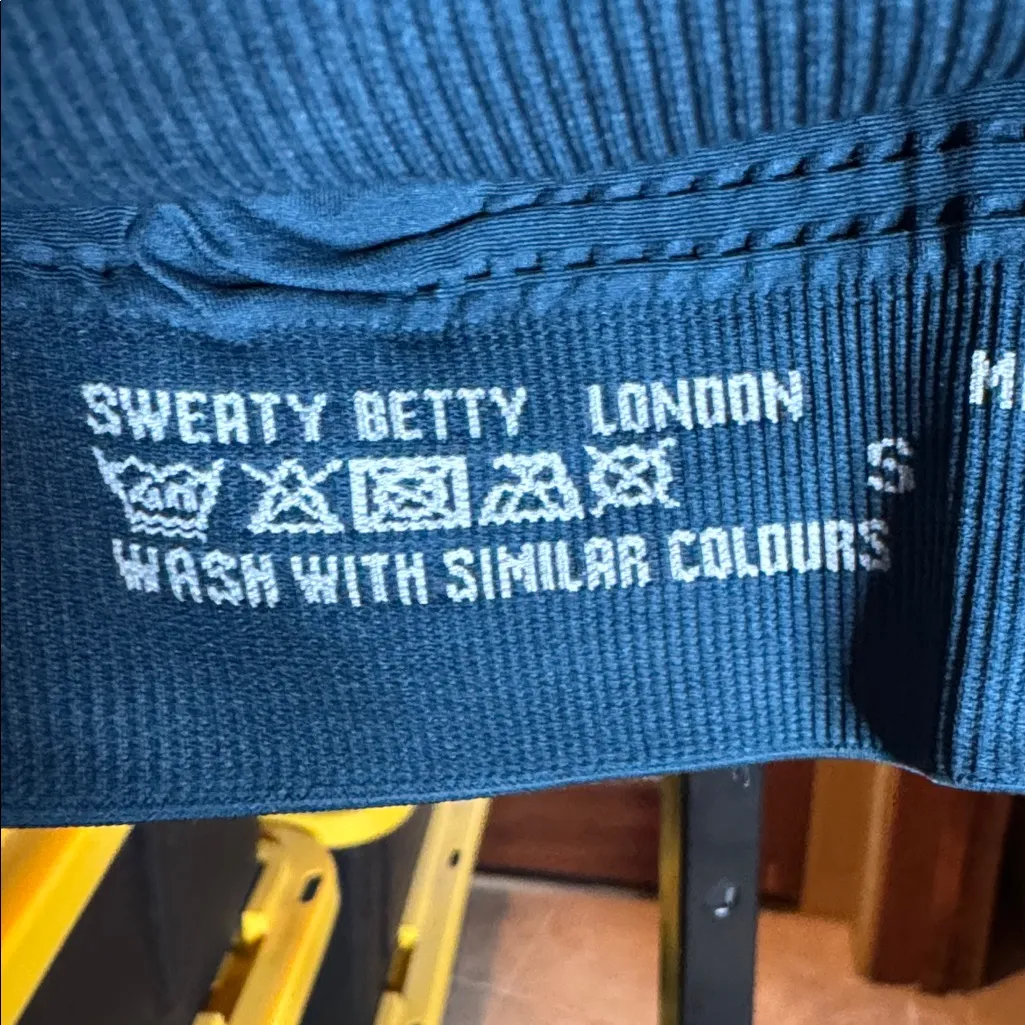 SWEATY BETTY LONDON
S
WASH WITH SIMILAR COLOURS